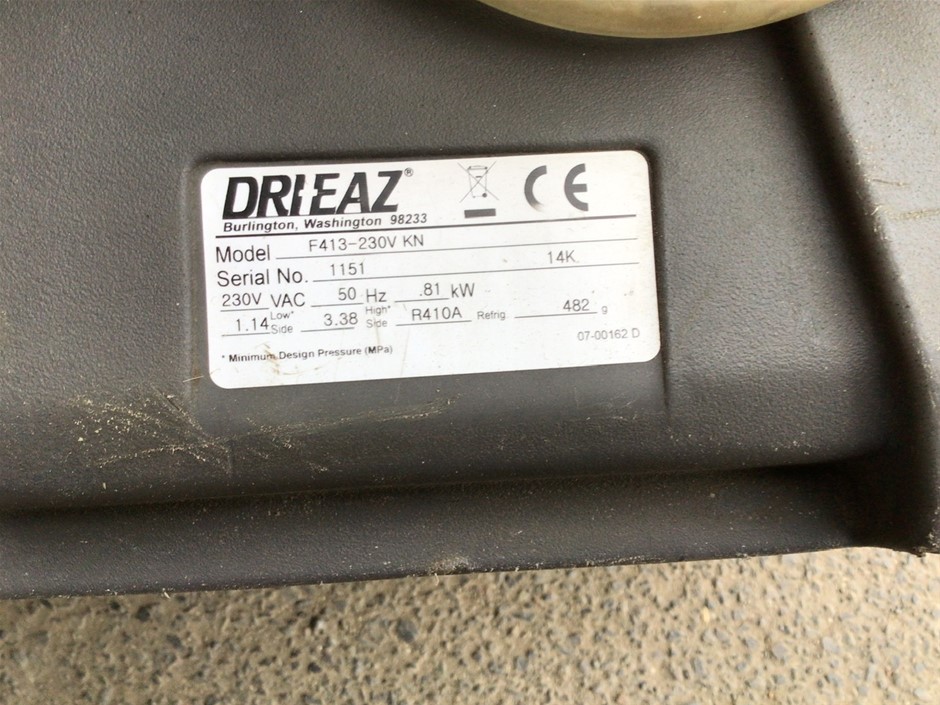 DRIEAZ® CE
Burlington, Washington 98233
Model F413-230V KN
Serial No. 1151 14K
230V VAC 50 Hz .81 kW
1.14 Low* Side 3.38 High* Side R410A Refrig. 482 g
* Minimum Design Pressure (MPa) 07-00162 D